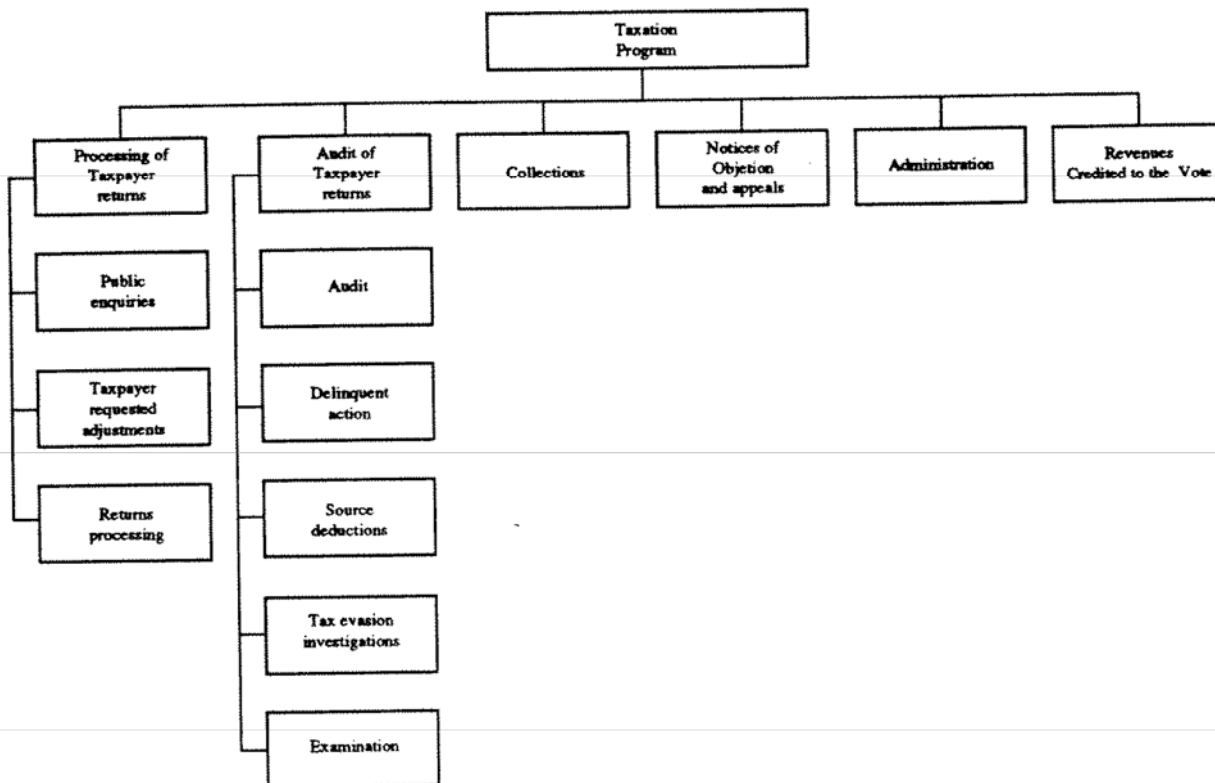 Taxation
Program
Processing of
Taxpayer
returns
Audit of
Taxpayer
returns
Collections
Notices of
Objetion
and appeals
Administration
Revenues
Credited to the Vote
Public
enquiries
Audit
Taxpayer
requested
adjustments
Delinquent
action
Returns
processing
Source
deductions
Tax evasion
investigations
Examination